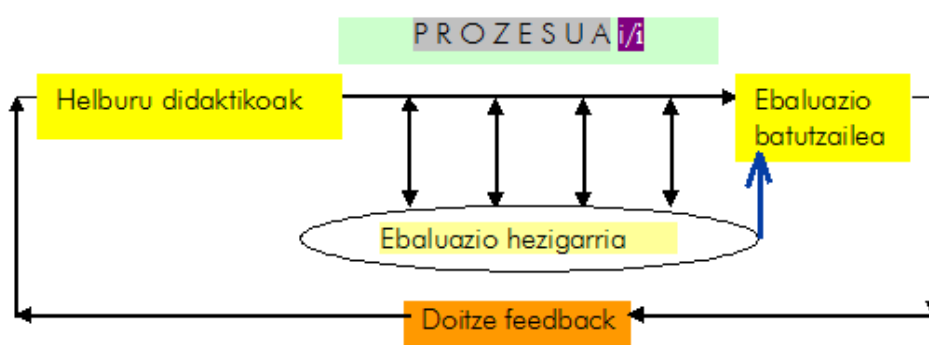 P R O Z E S U A i/i
Helburu didaktikoak
Ebaluazio
batutzailea
Ebaluazio hezigarria
Doitze feedback